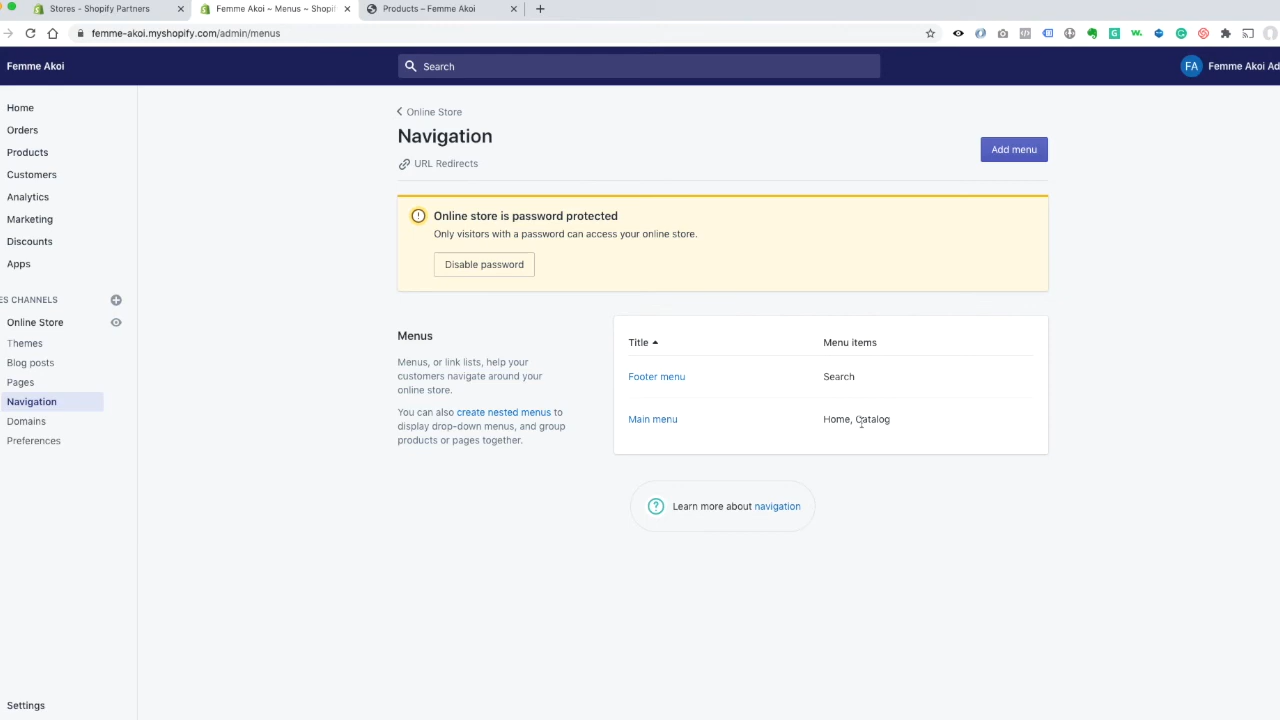 Stores - Shopify Partners
Femme Akoi ~ Menus ~ Shopif
Products – Femme Akoi
femme-akoi.myshopify.com/admin/menus
Femme Akoi
Search
FA
Femme Akoi Ad
Home
Orders
Products
Customers
Analytics
Marketing
Discounts
Apps
ES CHANNELS
Online Store
Themes
Blog posts
Pages
Navigation
Domains
Preferences
Settings
Online Store
Navigation
URL Redirects
Add menu
Online store is password protected
Only visitors with a password can access your online store.
Disable password
Menus
Menus, or link lists, help your
customers navigate around your
online store.
You can also create nested menus to
display drop-down menus, and group
products or pages together.
Title
Menu items
Footer menu
Search
Main menu
Home, Catalog
Learn more about navigation